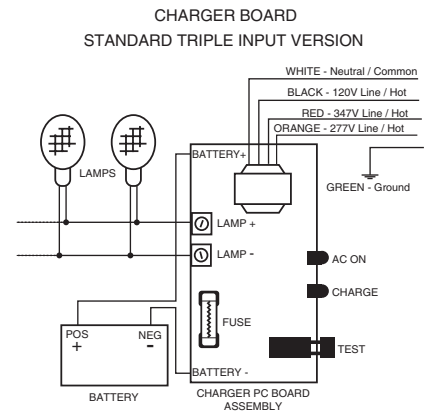 CHARGER BOARD
STANDARD TRIPLE INPUT VERSION
WHITE - Neutral / Common
BLACK - 120V Line / Hot
RED - 347V Line / Hot
ORANGE - 277V Line / Hot
BATTERY+
LAMPS
GREEN - Ground
LAMP +
LAMP -
AC ON
CHARGE
FUSE
POS
+
NEG
-
TEST
BATTERY -
BATTERY
CHARGER PC BOARD
ASSEMBLY